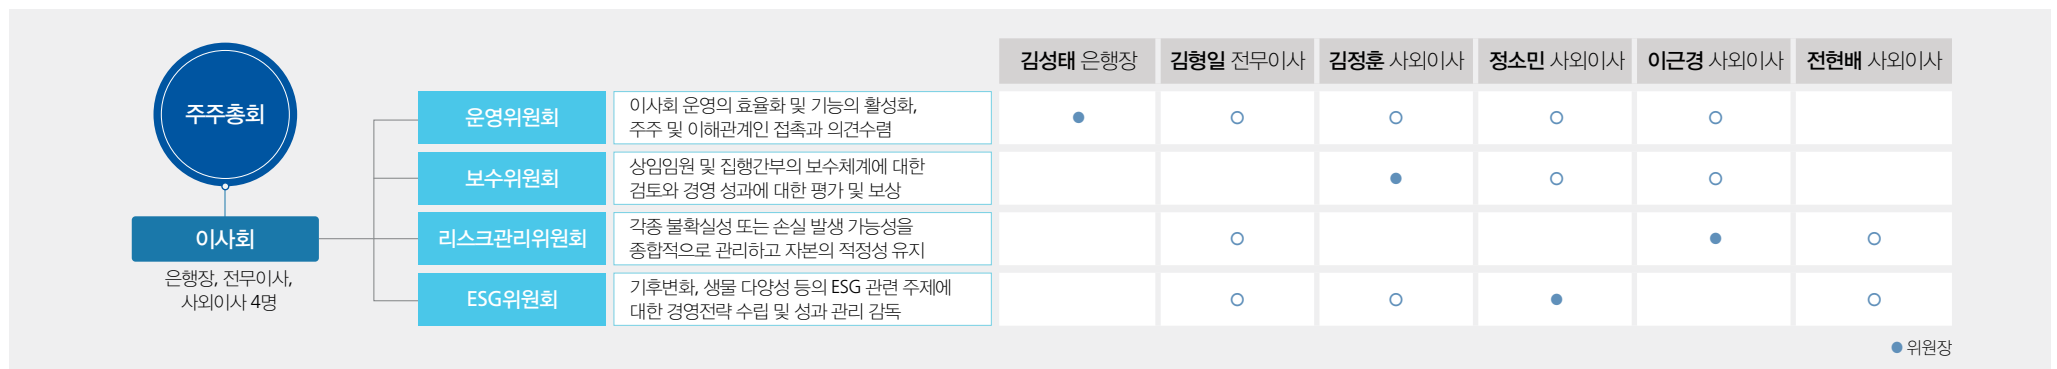 주주총회
이사회
은행장, 전무이사,
사외이사 4명
김성태 은행장
김형일 전무이사
김정훈 사외이사
정소민 사외이사
이근경 사외이사
전현배 사외이사
운영위원회
이사회 운영의 효율화 및 기능의 활성화,
주주 및 이해관계인 접촉과 의견수렴
보수위원회
상임임원 및 집행간부의 보수체계에 대한
검토와 경영 성과에 대한 평가 및 보상
리스크관리위원회
각종 불확실성 또는 손실 발생 가능성을
종합적으로 관리하고 자본의 적정성 유지
ESG위원회
기후변화, 생물 다양성 등의 ESG 관련 주제에
대한 경영전략 수립 및 성과 관리 감독
위원장